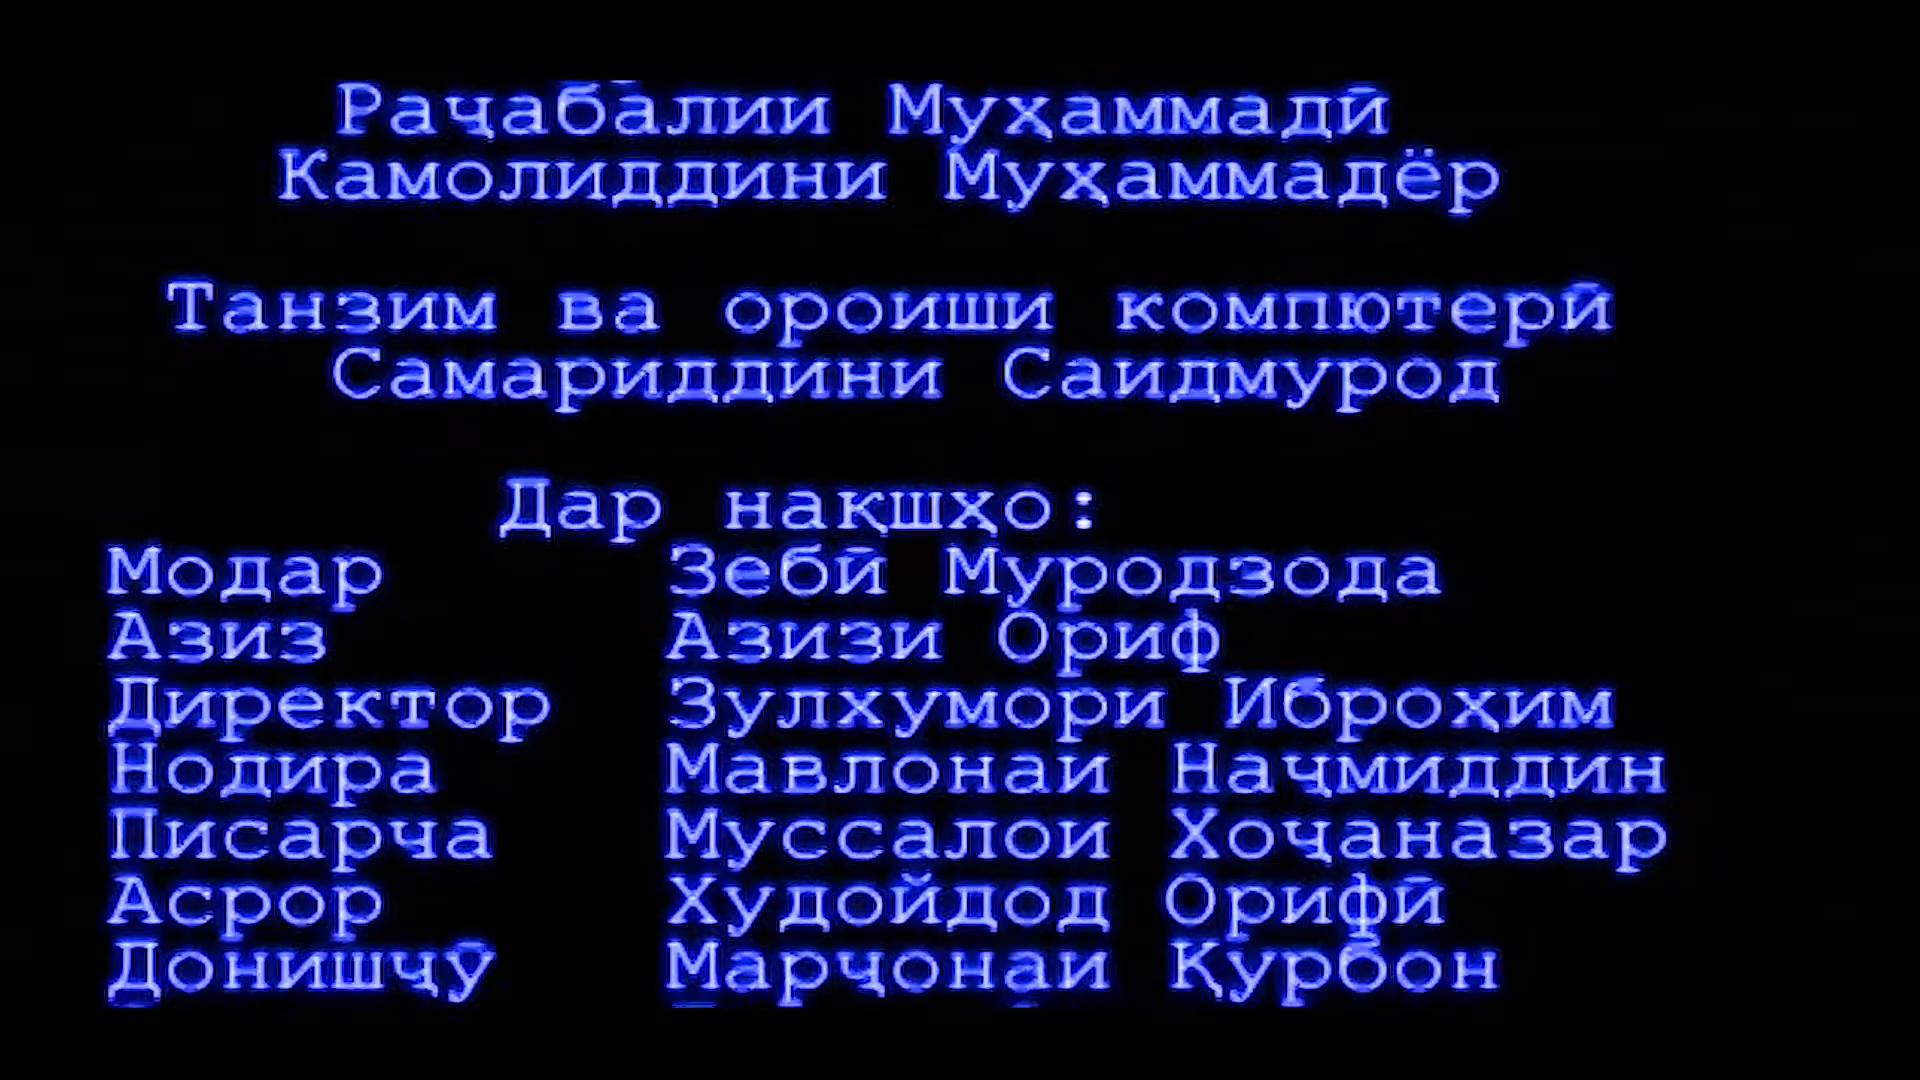 Раҷабалии Муҳаммадӣ
Камолиддини Муҳаммадёр
Танзим ва ороиши компютерӣ
Самариддини Саидмурод
Дар нақшҳо:
Модар Зебӣ Муродзода
Азиз Азизи Ориф
Директор Зулхумори Иброҳим
Нодира Мавлонаи Наҷмиддин
Писарча Муссалои Хоҷаназар
Асрор Худойдод Орифӣ
Донишҷӯ Марҷонаи Қурбон